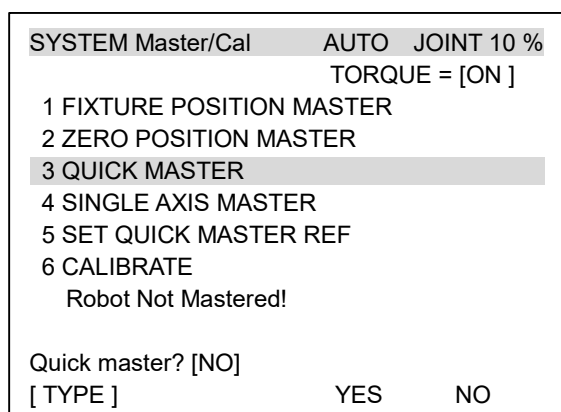 SYSTEM Master/Cal AUTO JOINT 10 %
TORQUE = [ON ]
1 FIXTURE POSITION MASTER
2 ZERO POSITION MASTER
3 QUICK MASTER
4 SINGLE AXIS MASTER
5 SET QUICK MASTER REF
6 CALIBRATE
Robot Not Mastered!
Quick master? [NO]
[ TYPE ] YES NO